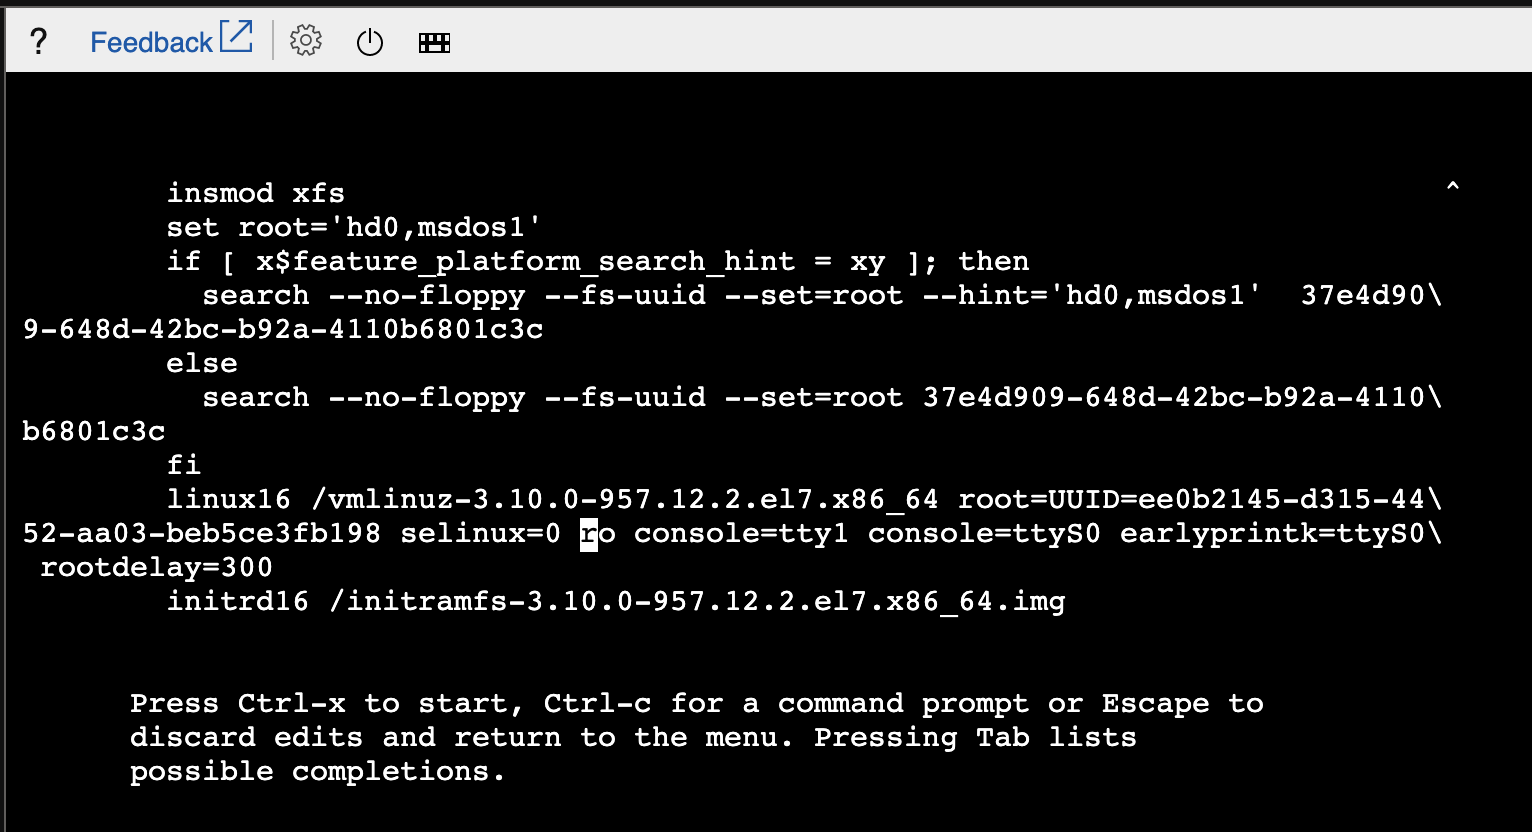 ? Feedback
insmod xfs
set root='hd0,msdos1'
if [ x$feature_platform_search_hint = xy ]; then
search --no-floppy --fs-uuid --set=root --hint='hd0,msdos1'  37e4d90\
9-648d-42bc-b92a-4110b6801c3c
else
search --no-floppy --fs-uuid --set=root 37e4d909-648d-42bc-b92a-4110\
b6801c3c
fi
linux16 /vmlinuz-3.10.0-957.12.2.el7.x86_64 root=UUID=ee0b2145-d315-44\
52-aa03-beb5ce3fb198 selinux=0 ro console=tty1 console=ttyS0 earlyprintk=ttyS0\
rootdelay=300
initrd16 /initramfs-3.10.0-957.12.2.el7.x86_64.img
Press Ctrl-x to start, Ctrl-c for a command prompt or Escape to
discard edits and return to the menu. Pressing Tab lists
possible completions.